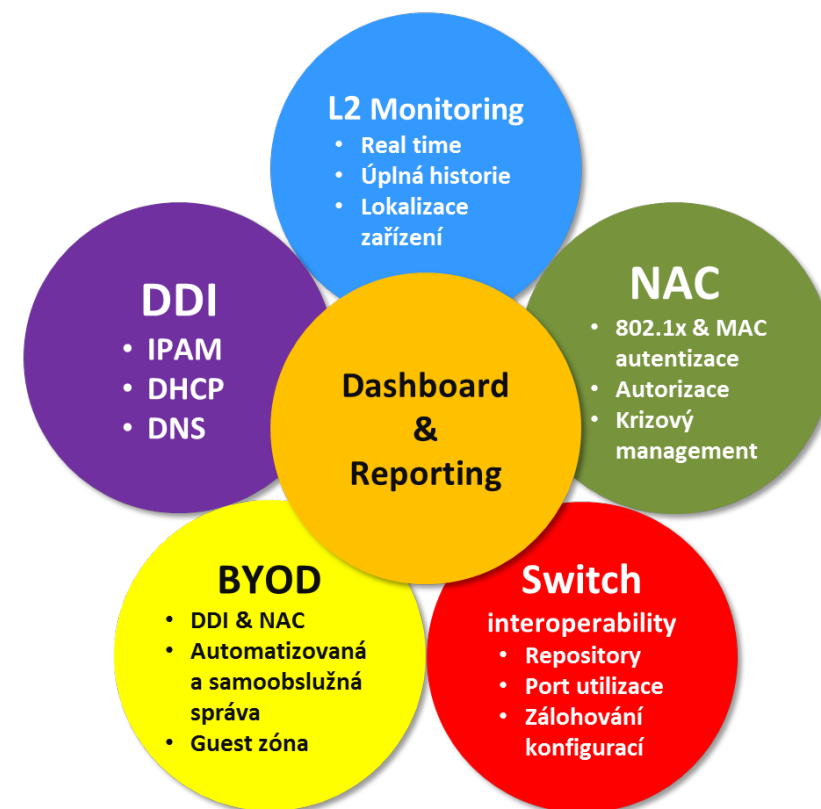 L2 Monitoring
• Real time
• Úplná historie
• Lokalizace
zařízení
DDI
• IPAM
• DHCP
• DNS
NAC
• 802.1x & MAC
autentizace
• Autorizace
• Krizový
management
Dashboard
&
Reporting
BYOD
• DDI & NAC
• Automatizovaná
a samoobslužná
správa
• Guest zóna
Switch
interoperability
• Repository
• Port utilizace
• Zálohování
konfigurací